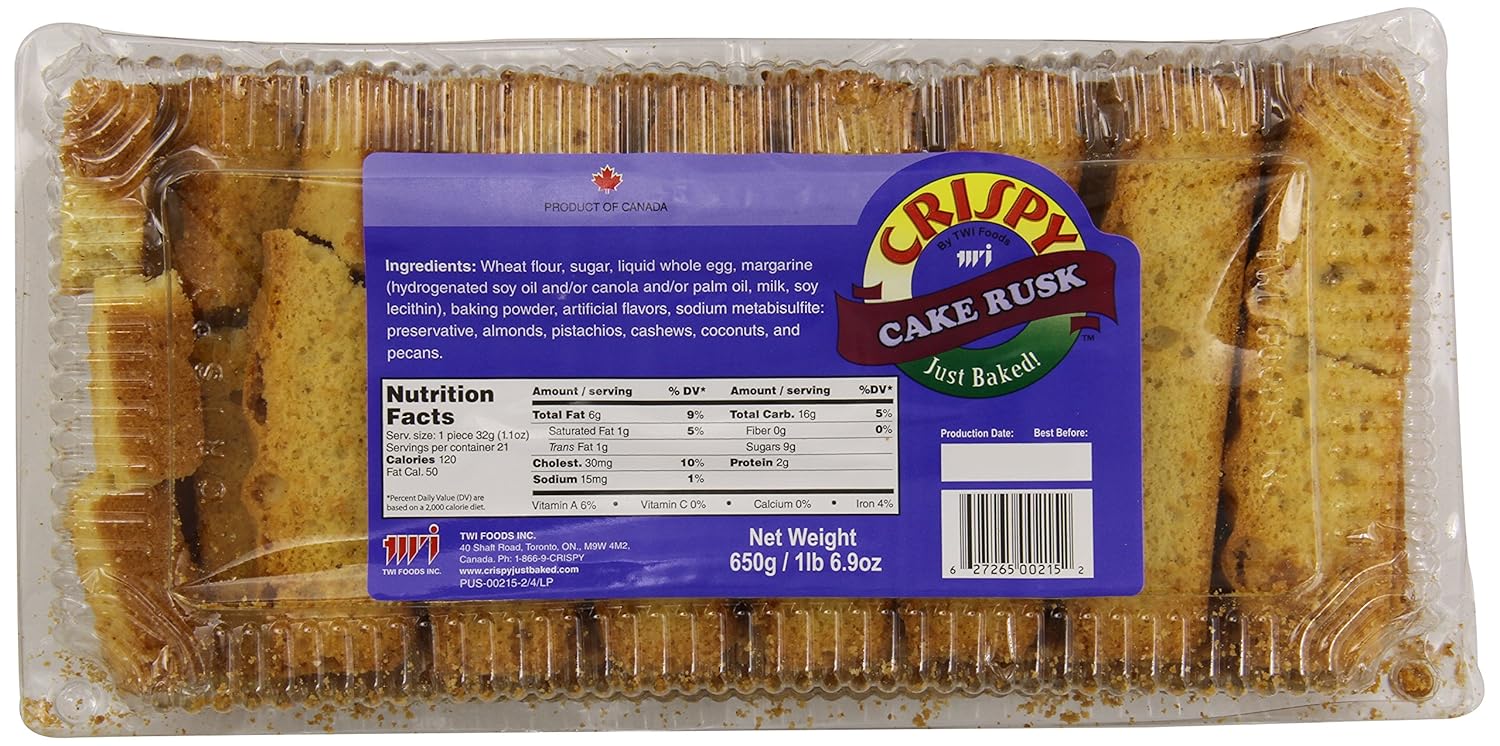 PRODUCT OF CANADA
CRISPY
By TWI Foods
TWI
CAKE RUSK
TM
Just Baked!
Ingredients: Wheat flour, sugar, liquid whole egg, margarine
(hydrogenated soy oil and/or canola and/or palm oil, milk, soy
lecithin), baking powder, artificial flavors, sodium metabisulfite:
preservative, almonds, pistachios, cashews, coconuts, and
pecans.
Nutrition
Facts
Serv. size: 1 piece 32g (1.1oz)
Servings per container 21
Calories 120
Fat Cal. 50
*Percent Daily Value (DV) are
based on a 2,000 calorie diet.
Amount / serving % DV* Amount / serving %DV*
Total Fat 6g 9% Total Carb. 16g 5%
Saturated Fat 1g 5% Fiber 0g 0%
Trans Fat 1g Sugars 9g
Cholest. 30mg 10% Protein 2g
Sodium 15mg 1%
Vitamin A 6% • Vitamin C 0% • Calcium 0% • Iron 4%
TWI
TWI FOODS INC.
TWI FOODS INC.
40 Shaft Road, Toronto, ON., M9W 4M2,
Canada. Ph: 1-866-9-CRISPY
www.crispyjustbaked.com
PUS-00215-2/4/LP
Net Weight
650g / 1lb 6.9oz
Production Date: Best Before:
6 27265 00215 2